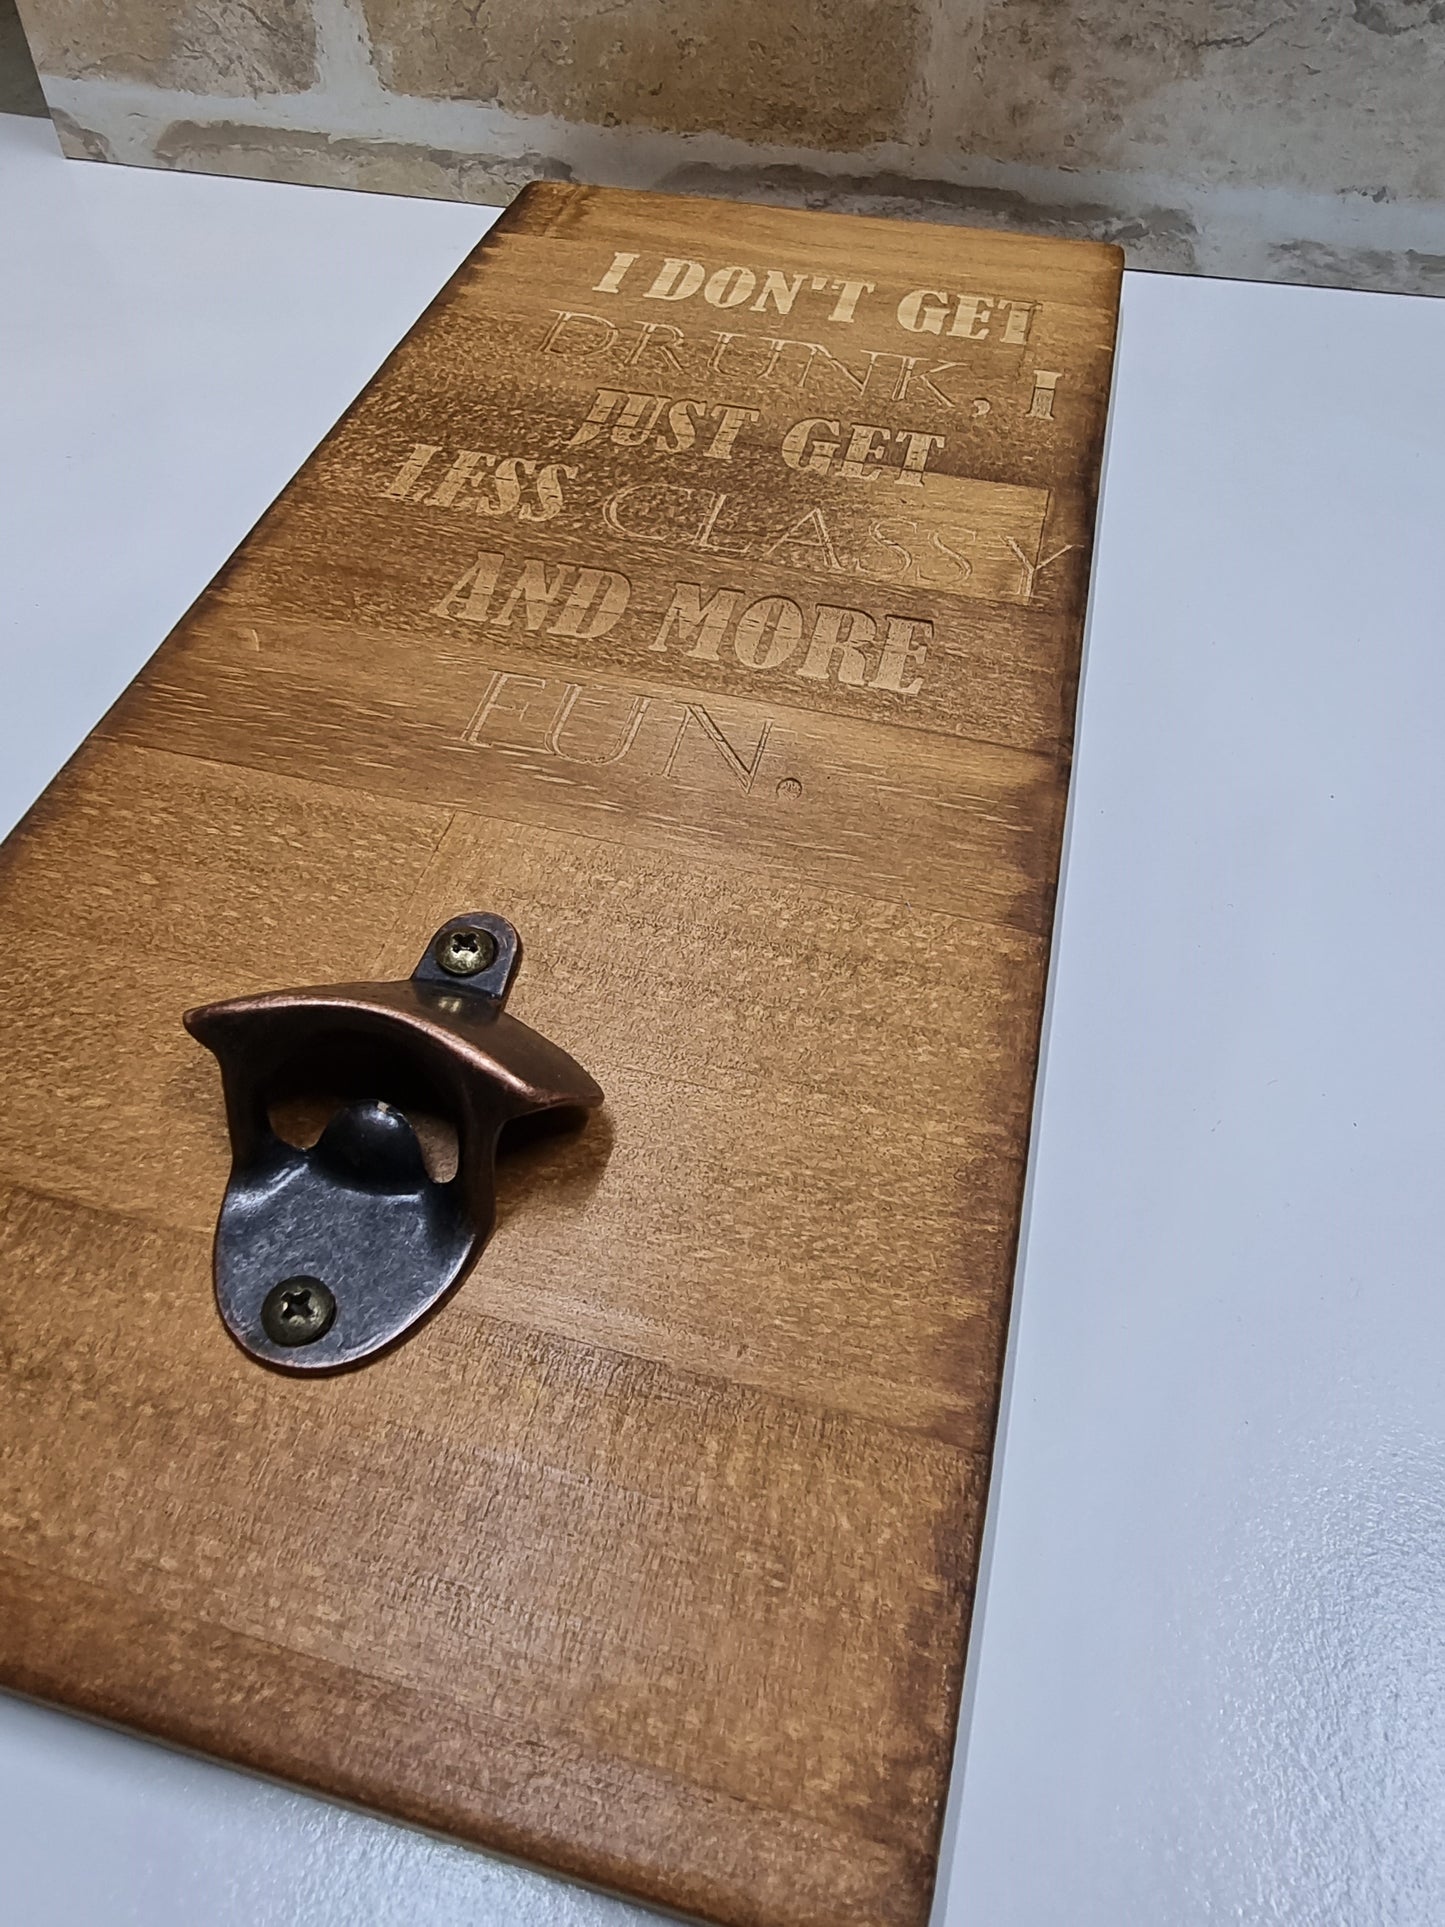 I DON'T GET
DRUNK, I
JUST GET
LESS CLASSY
AND MORE
FUN.